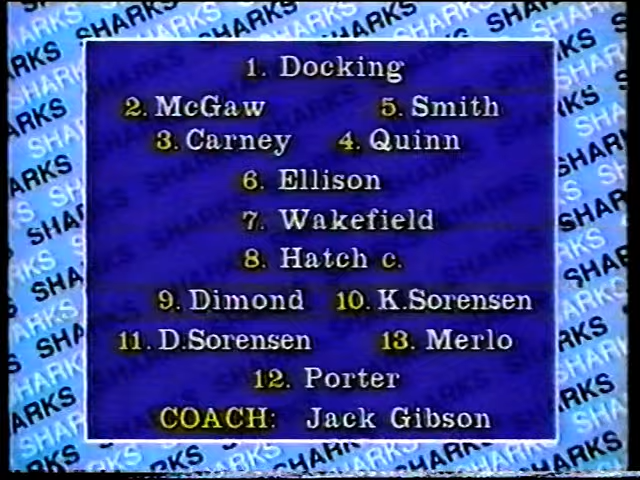 1. Docking
2. McGaw 5. Smith
3. Carney 4. Quinn
6. Ellison
7. Wakefield
8. Hatch c.
9. Dimond 10. K.Sorensen
11. D.Sorensen 13. Merlo
12. Porter
COACH: Jack Gibson
SHARKS